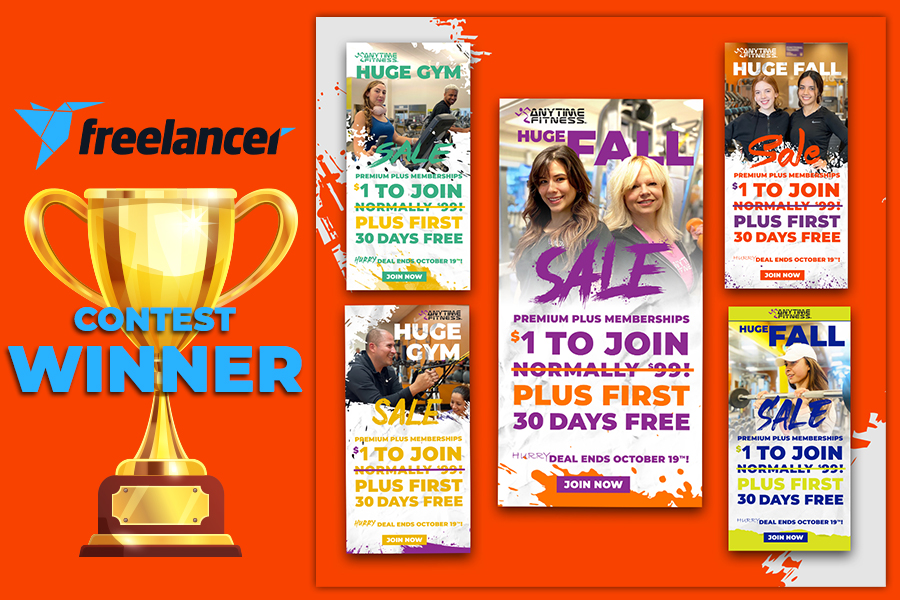 freelancer
CONTEST
WINNER
ANYTIME
FITNESS
HUGE GYM
SALE
PREMIUM PLUS MEMBERSHIPS
$1 TO JOIN
NORMALLY $99!
PLUS FIRST
30 DAYS FREE
HURRY DEAL ENDS OCTOBER 19TH!
JOIN NOW
ANYTIME
FITNESS
HUGE
GYM
SALE
PREMIUM PLUS MEMBERSHIPS
$1 TO JOIN
NORMALLY $99!
PLUS FIRST
30 DAYS FREE
HURRY DEAL ENDS OCTOBER 19TH!
JOIN NOW
ANYTIME
FITNESS
HUGE FALL
SALE
PREMIUM PLUS MEMBERSHIPS
$1 TO JOIN
NORMALLY $99!
PLUS FIRST
30 DAYS FREE
HURRY DEAL ENDS OCTOBER 19TH!
JOIN NOW
ANYTIME
FITNESS
HUGE FALL
Sale
PREMIUM PLUS MEMBERSHIPS
$1 TO JOIN
NORMALLY $99!
PLUS FIRST
30 DAYS FREE
HURRY DEAL ENDS OCTOBER 19TH!
JOIN NOW
ANYTIME
FITNESS
HUGE FALL
SALE
PREMIUM PLUS MEMBERSHIPS
$1 TO JOIN
NORMALLY $99!
PLUS FIRST
30 DAYS FREE
HURRY DEAL ENDS OCTOBER 19TH!
JOIN NOW